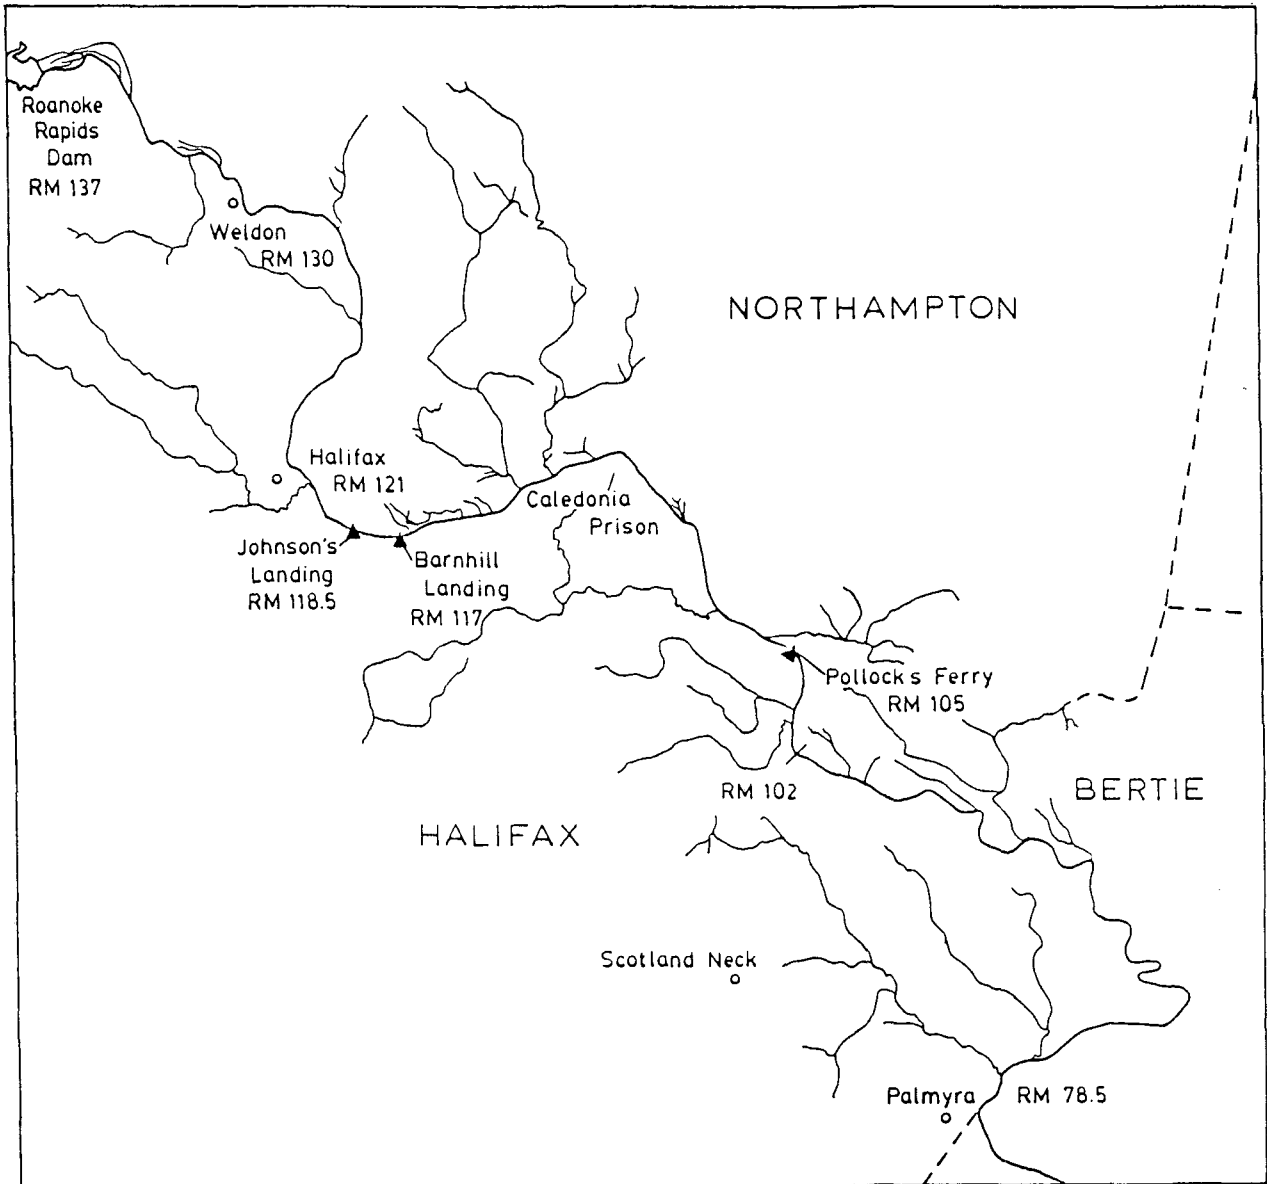 Roanoke
Rapids
Dam
RM 137
Weldon
RM 130
NORTHAMPTON
Halifax
RM 121
Caledonia
Prison
Johnson's
Landing
RM 118.5
Barnhill
Landing
RM 117
Pollock's Ferry
RM 105
RM 102
BERTIE
HALIFAX
Scotland Neck
Palmyra
RM 78.5